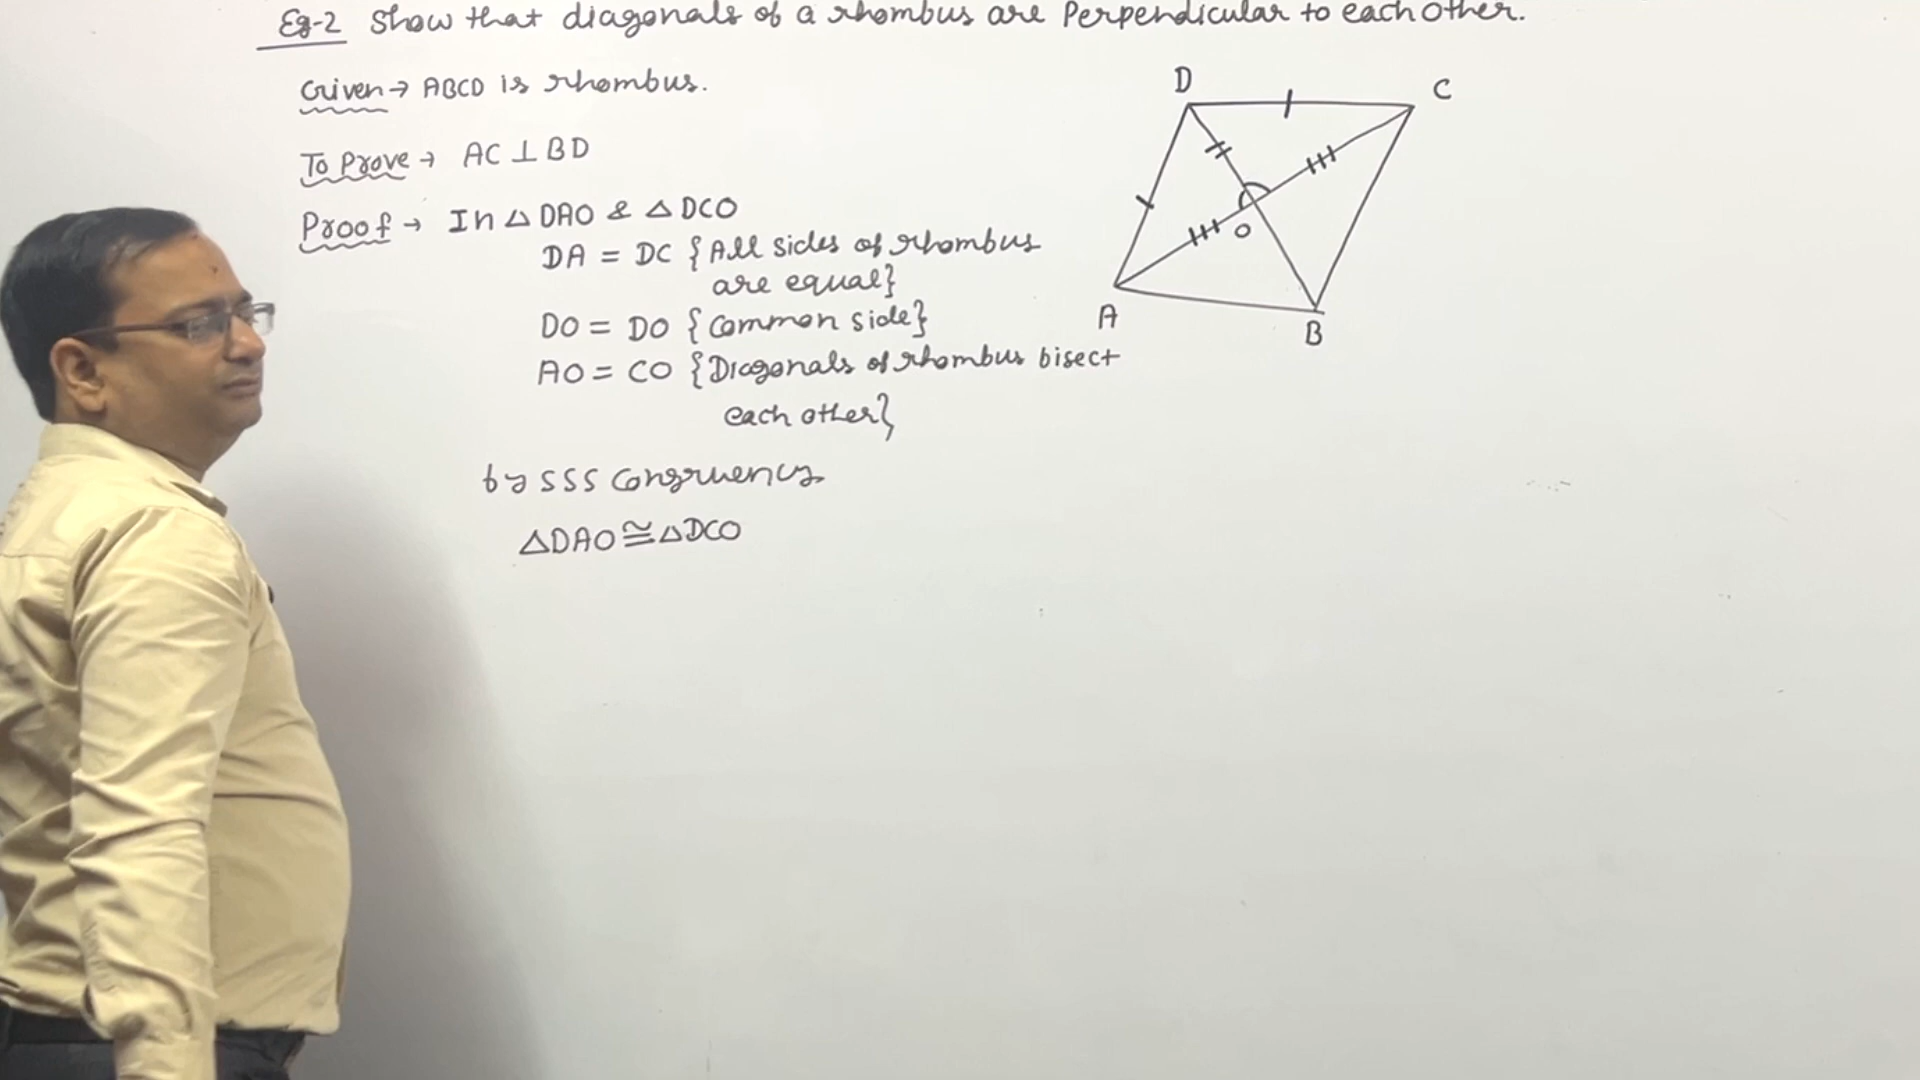 Eg-2 Show that diagonals of a rhombus are Perpendicular to each other.
Given → ABCD is rhombus.
To Prove → AC ⊥ BD
Proof → In △ DAO & △ DCO
DA = DC {All sides of rhombus
are equal}
DO = DO {Common side}
AO = CO {Diagonals of rhombus bisect
each other}
by SSS Congruency
△DAO ≅ △DCO
D
C
O
A
B